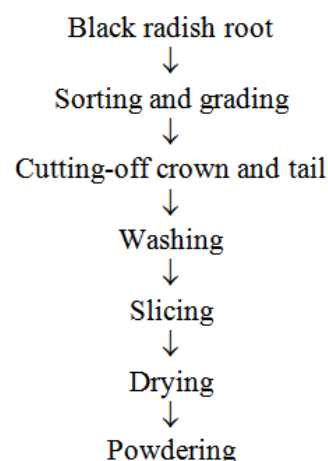 Black radish root
↓
Sorting and grading
↓
Cutting-off crown and tail
↓
Washing
↓
Slicing
↓
Drying
↓
Powdering